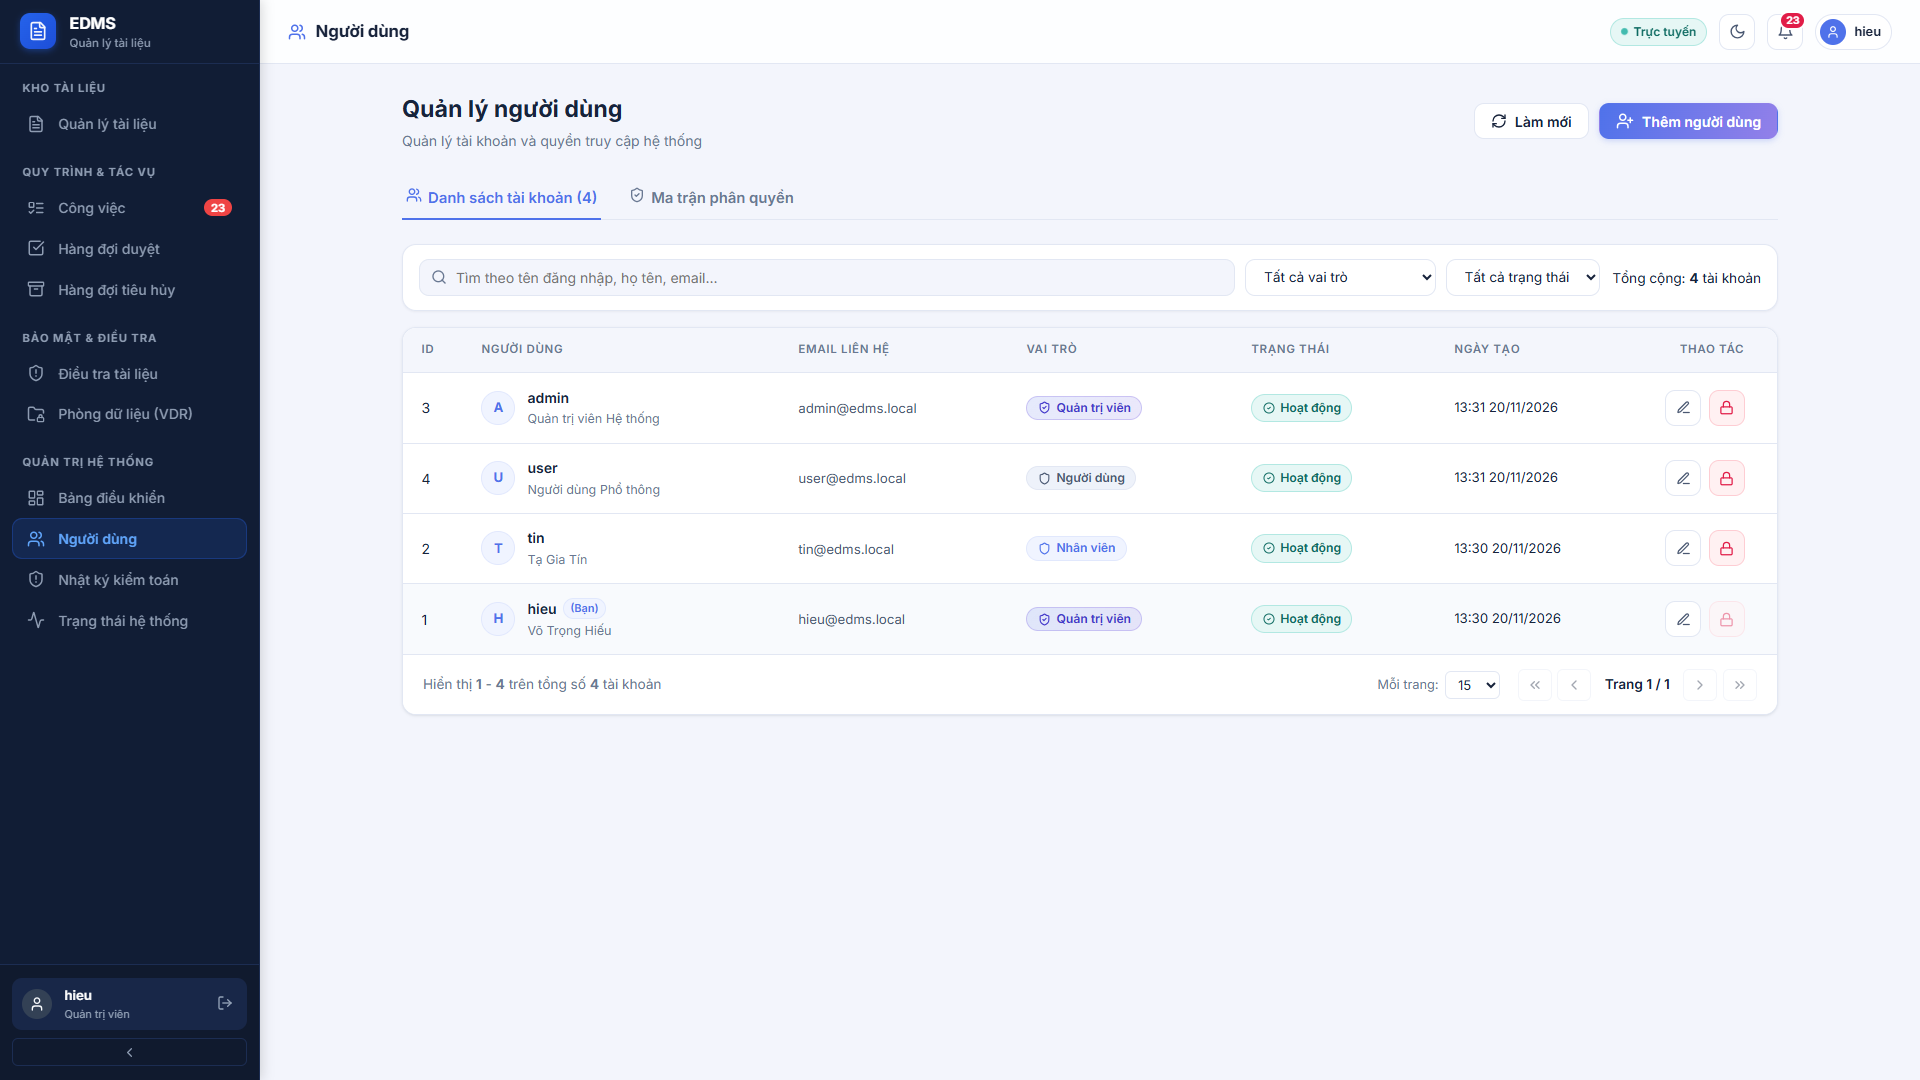 EDMS
Quản lý tài liệu
KHO TÀI LIỆU
Quản lý tài liệu
QUY TRÌNH & TÁC VỤ
Công việc 23
Hàng đợi duyệt
Hàng đợi tiêu hủy
BẢO MẬT & ĐIỀU TRA
Điều tra tài liệu
Phòng dữ liệu (VDR)
QUẢN TRỊ HỆ THỐNG
Bảng điều khiển
Người dùng
Nhật ký kiểm toán
Trạng thái hệ thống
hieu
Quản trị viên
Người dùng
Trực tuyến 23 hieu
Quản lý người dùng
Quản lý tài khoản và quyền truy cập hệ thống
Làm mới Thêm người dùng
Danh sách tài khoản (4) Ma trận phân quyền
Tìm theo tên đăng nhập, họ tên, email... Tất cả vai trò Tất cả trạng thái Tổng cộng: 4 tài khoản
ID NGƯỜI DÙNG EMAIL LIÊN HỆ VAI TRÒ TRẠNG THÁI NGÀY TẠO THAO TÁC
3 A admin admin@edms.local Quản trị viên Hoạt động 13:31 20/11/2026
Quản trị viên Hệ thống
4 U user user@edms.local Người dùng Hoạt động 13:31 20/11/2026
Người dùng Phổ thông
2 T tin tin@edms.local Nhân viên Hoạt động 13:30 20/11/2026
Tạ Gia Tín
1 H hieu (Bạn) hieu@edms.local Quản trị viên Hoạt động 13:30 20/11/2026
Võ Trọng Hiếu
Hiển thị 1 - 4 trên tổng số 4 tài khoản Mỗi trang: 15 Trang 1 / 1